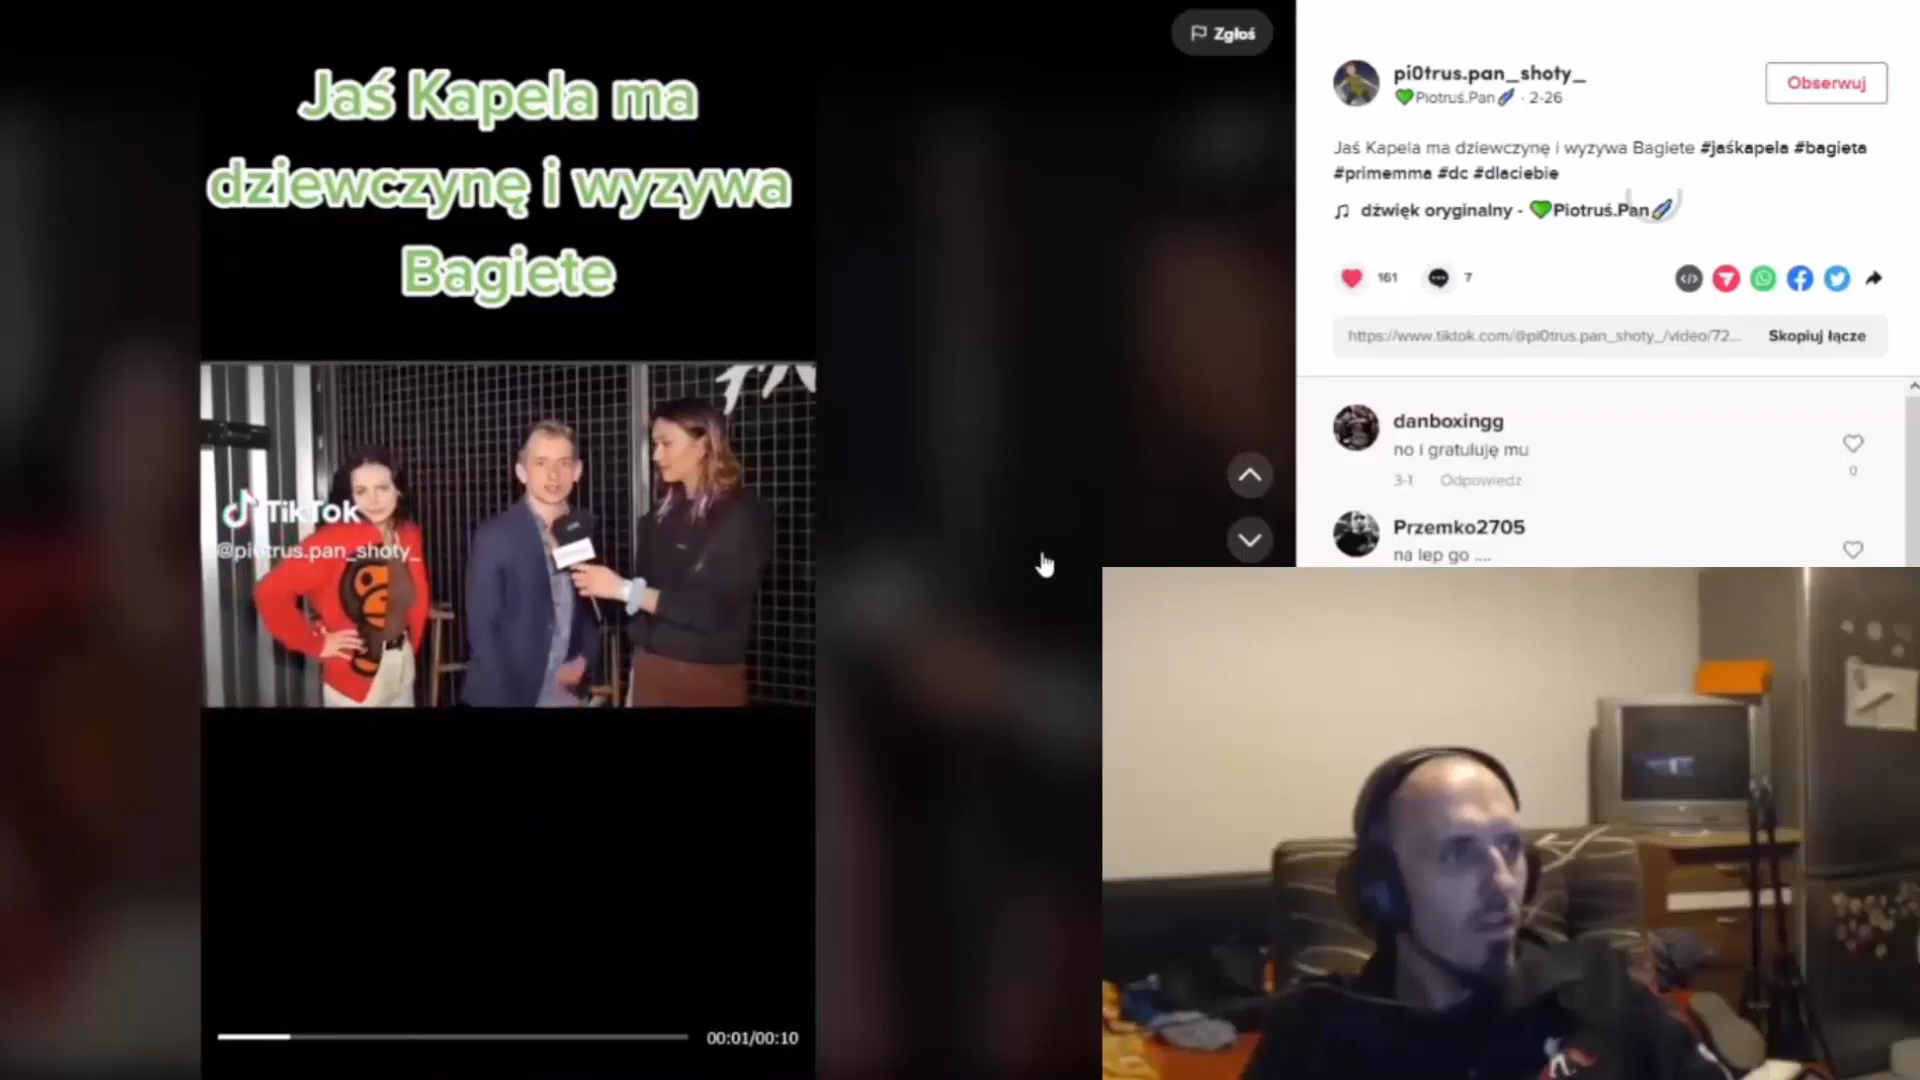 Jaś Kapela ma
dziewczynę i wyzywa
Bagiete
TikTok
@pi0trus.pan_shoty_
00:01/00:10
Zgłoś
pi0trus.pan_shoty_
Piotruś.Pan · 2-26
Obserwuj
Jaś Kapela ma dziewczynę i wyzywa Bagiete #jaśkapela #bagieta
#primemma #dc #dlaciebie
dźwięk oryginalny - Piotruś.Pan
161
7
https://www.tiktok.com/@pi0trus.pan_shoty_/video/72...
Skopiuj łącze
danboxingg
no i gratuluję mu
3-1 Odpowiedz
0
Przemko2705
na lep go ....